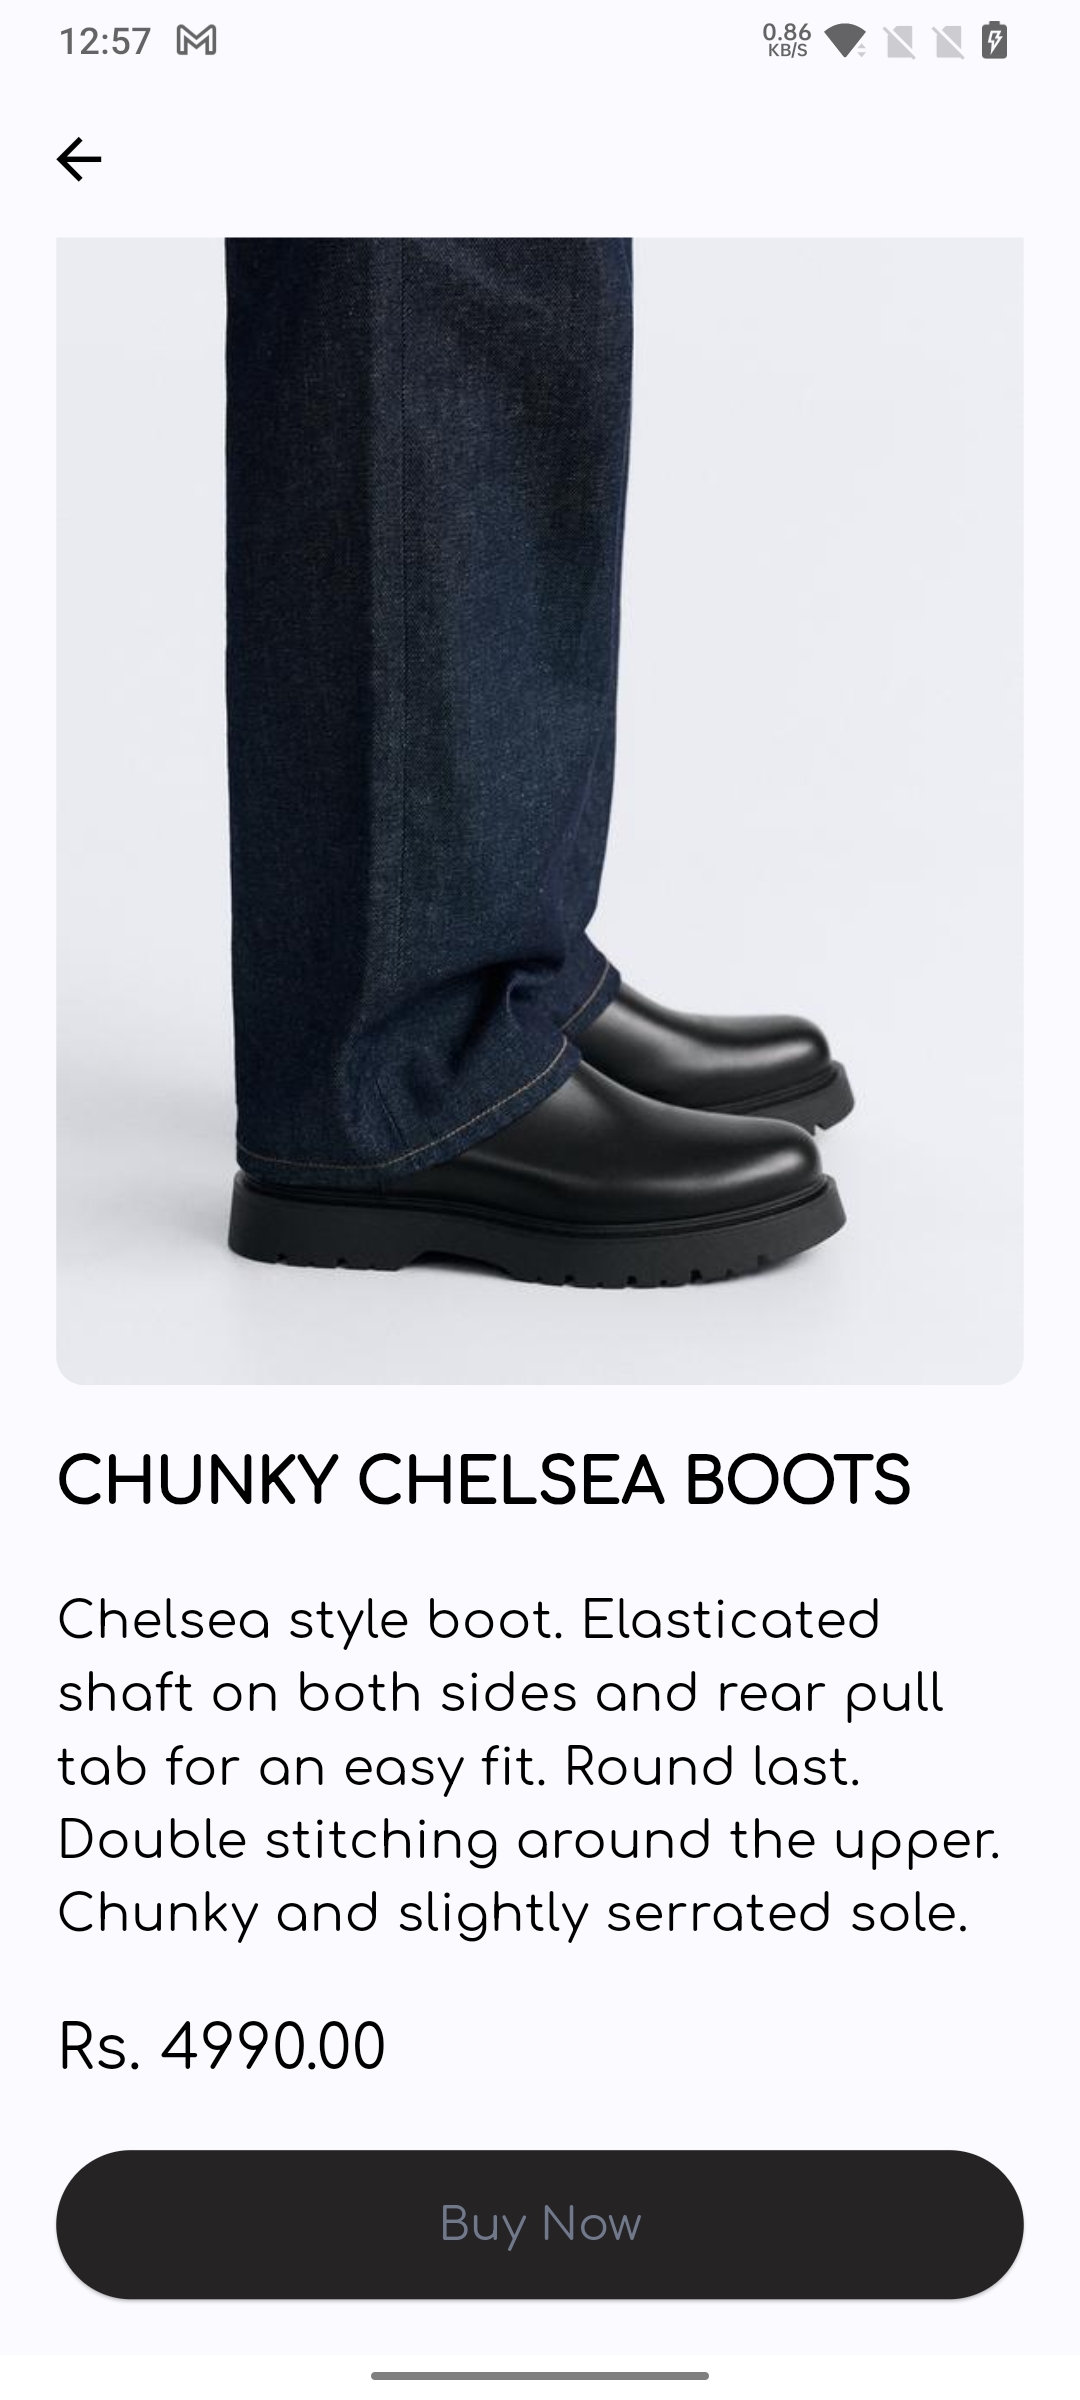 12:57
0.86
KB/S
CHUNKY CHELSEA BOOTS
Chelsea style boot. Elasticated
shaft on both sides and rear pull
tab for an easy fit. Round last.
Double stitching around the upper.
Chunky and slightly serrated sole.
Rs. 4990.00
Buy Now